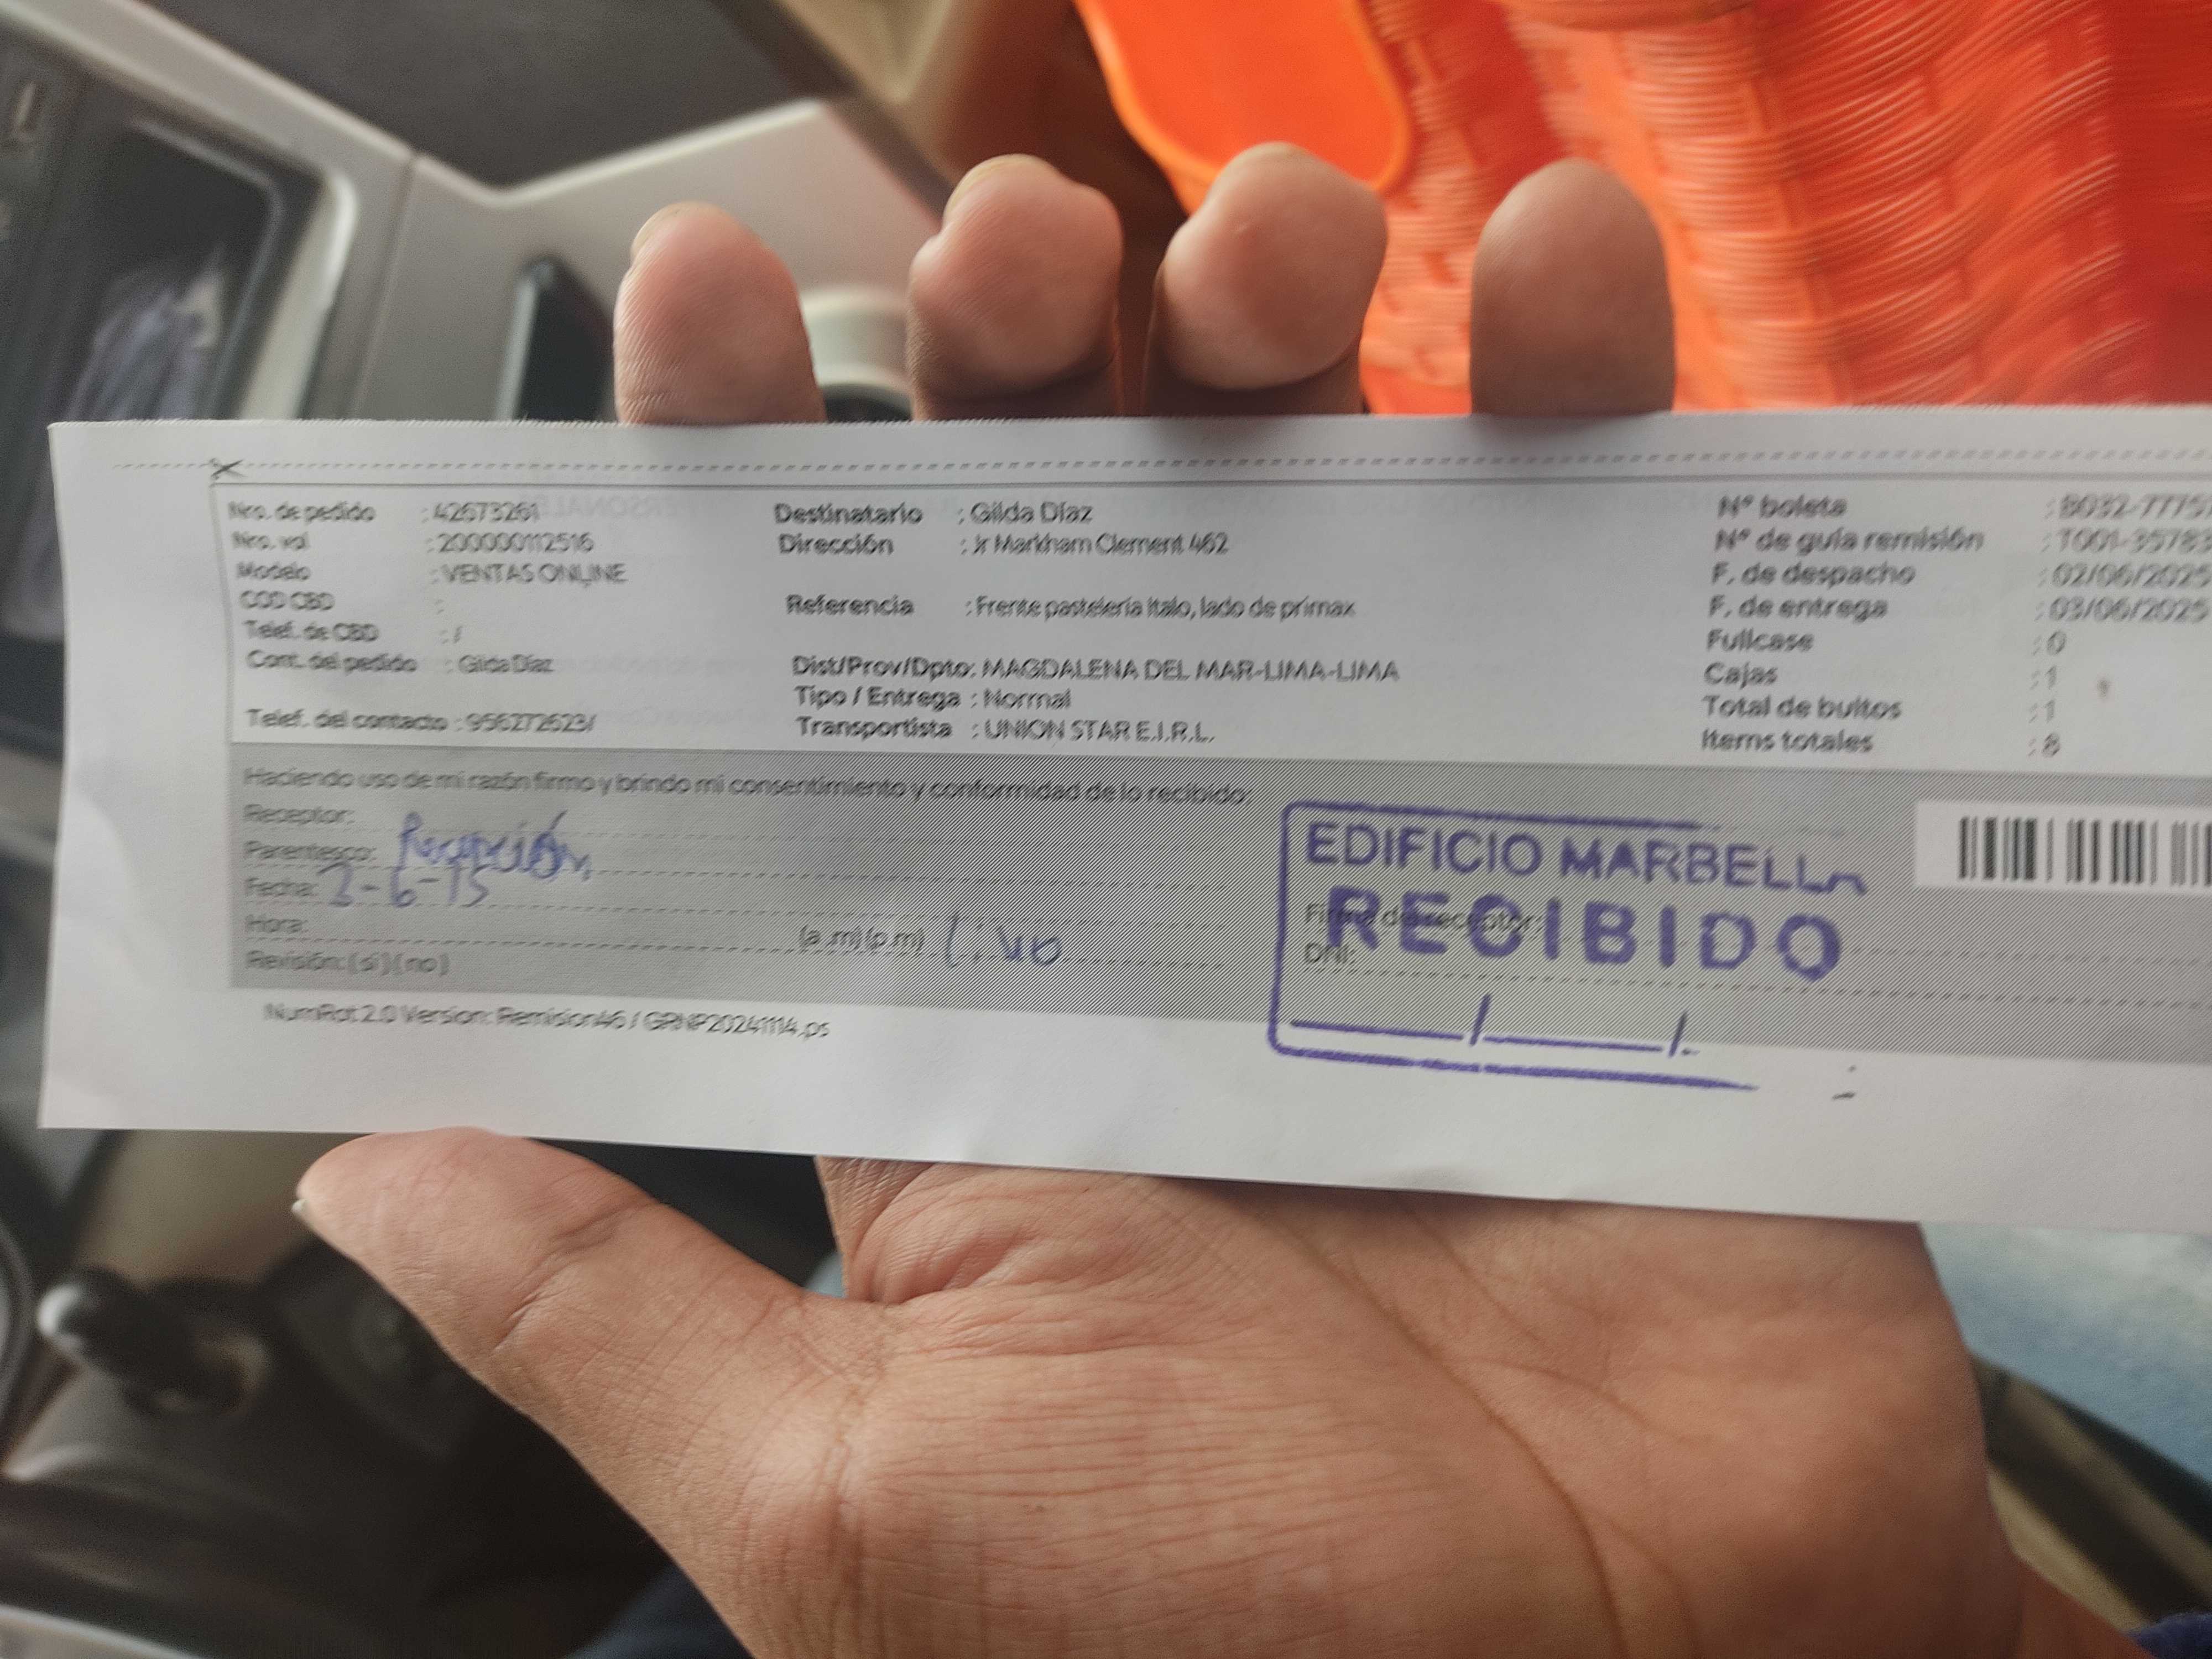 Nro. de pedido : 42673261
Nro. val : 200000112516
Modelo : VENTAS ONLINE
COD CBD :
Telef. de CBD : /
Cont. del pedido : Gilda Díaz
Telef. del contacto : 956272623/
Destinatario : Gilda Díaz
Dirección : Jr Markham Clement 462
Referencia : Frente pastelería Italo, lado de primax
Dist/Prov/Dpto: MAGDALENA DEL MAR-LIMA-LIMA
Tipo / Entrega : Normal
Transportista : UNION STAR E.I.R.L.
Nº boleta
Nº de guía remisión
F. de despacho : 02/06/2025
F. de entrega : 03/06/2025
Fullcase : 0
Cajas : 1
Total de bultos : 1
Items totales : 8
Haciendo uso de mi razón firmo y brindo mi consentimiento y conformidad de lo recibido:
Receptor:
Parentesco: Recepción
Fecha:
Hora: (a.m) (p.m)
Revisión: (si) (no)
EDIFICIO MARBELLA
RECIBIDO
Firma del receptor:
DNI:
NumRot 2.0 Version: Remision46 / GRNP20241114.ps